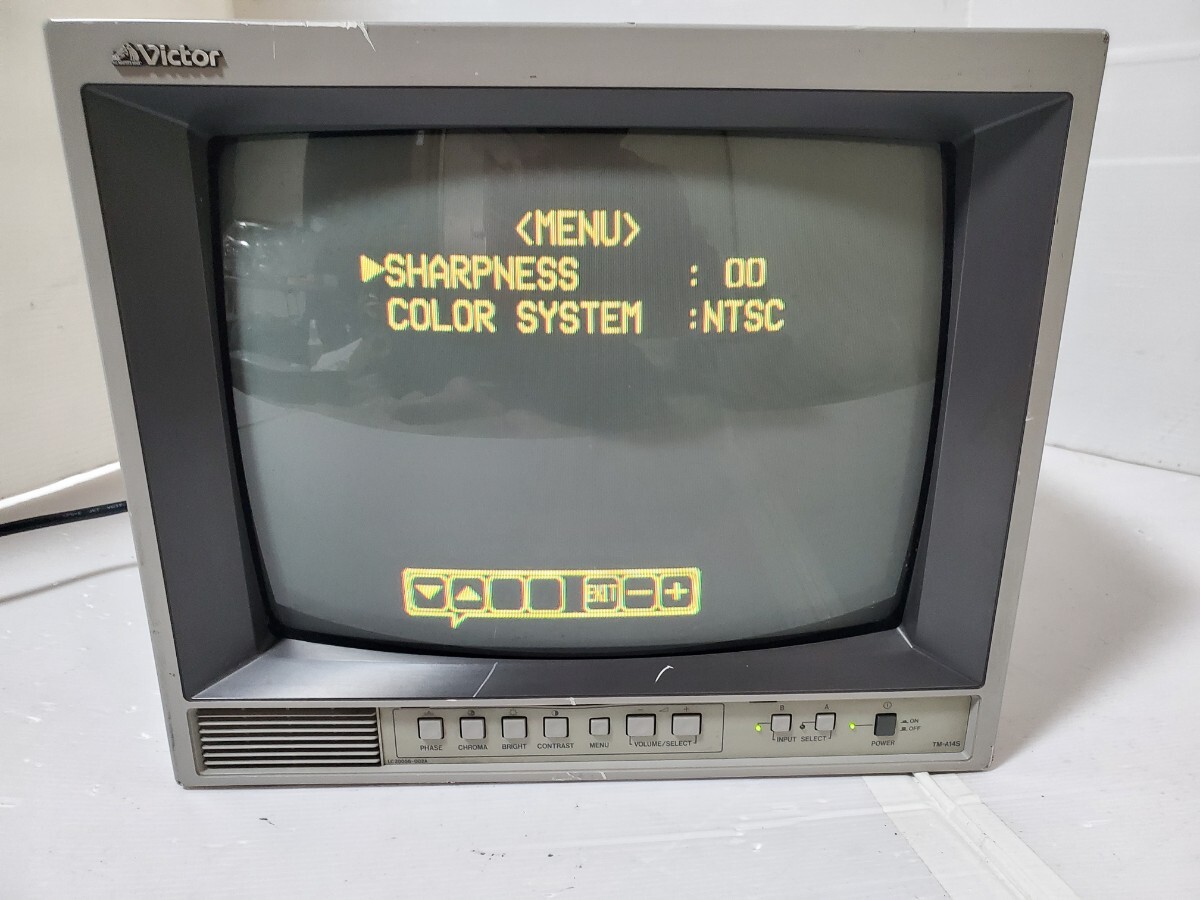 Victor
<MENU>
▶SHARPNESS : 00
COLOR SYSTEM :NTSC
EXIT − +
PHASE CHROMA BRIGHT CONTRAST MENU VOLUME/SELECT
B A
INPUT SELECT
POWER
ON
OFF
TM-A14S